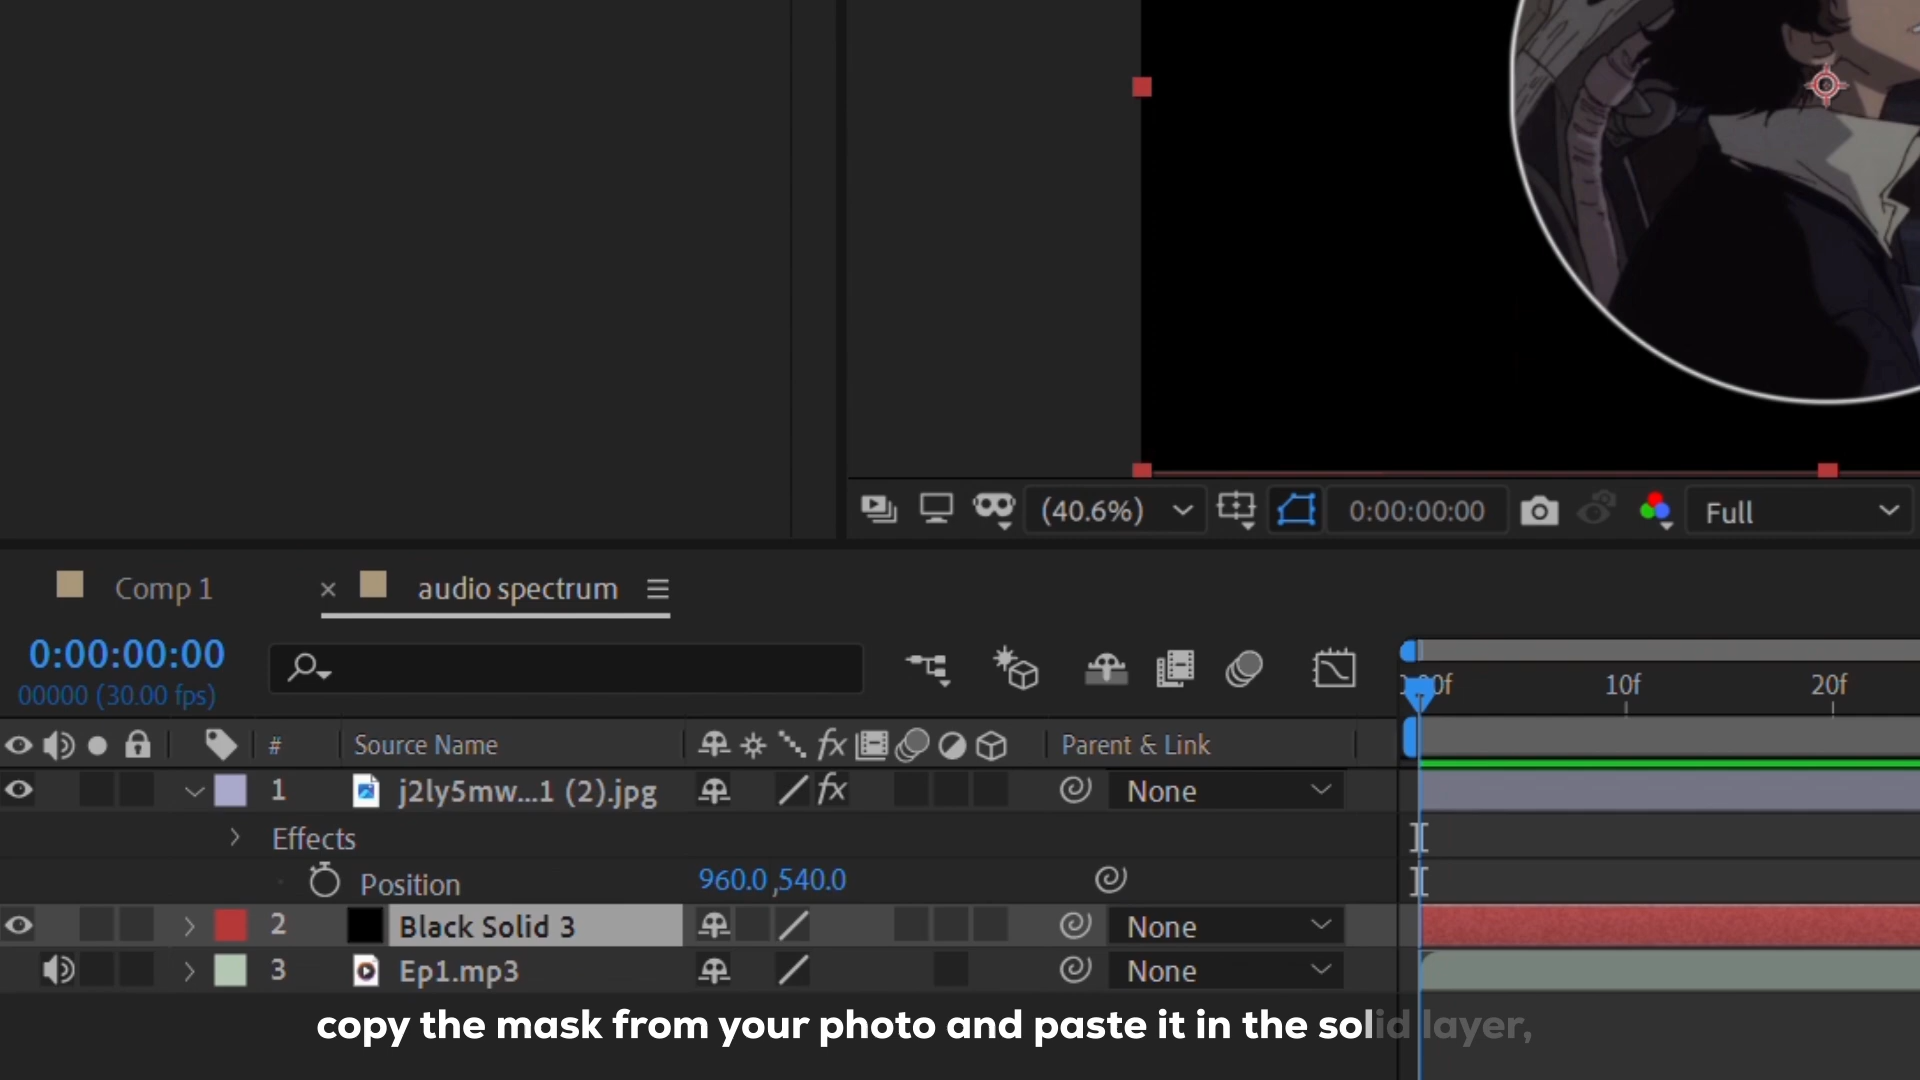 (40.6%)
0:00:00:00
Full
Comp 1
× audio spectrum
0:00:00:00
00000 (30.00 fps)
10f
20f
# Source Name
fx
Parent & Link
1 j2ly5mw...1 (2).jpg
fx
None
Effects
Position 960.0 ,540.0
2 Black Solid 3
None
3 Ep1.mp3
None
copy the mask from your photo and paste it in the solid layer,